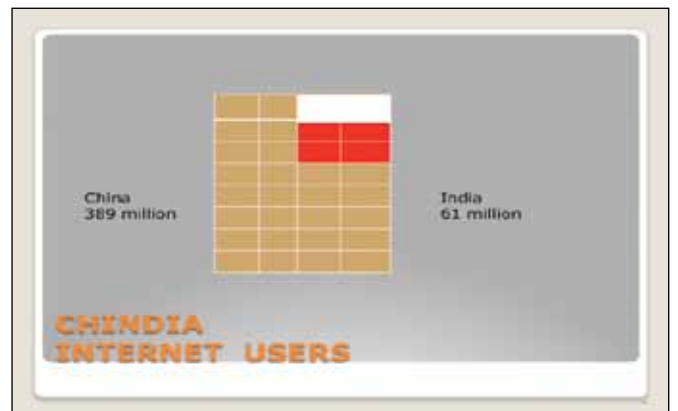 China
389 million
India
61 million
CHINDIA
INTERNET USERS